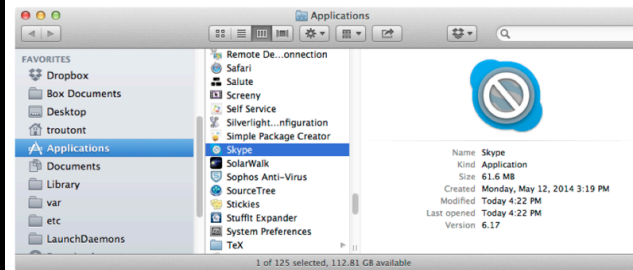 Applications
FAVORITES
Dropbox
Box Documents
Desktop
troutont
Applications
Documents
Library
var
etc
LaunchDaemons
Remote De...onnection
Safari
Salute
Screeny
Self Service
Silverlight...nfiguration
Simple Package Creator
Skype
SolarWalk
Sophos Anti-Virus
SourceTree
Stickies
StuffIt Expander
System Preferences
TeX
Name Skype
Kind Application
Size 61.6 MB
Created Monday, May 12, 2014 3:19 PM
Modified Today 4:22 PM
Last opened Today 4:22 PM
Version 6.17
1 of 125 selected, 112.81 GB available